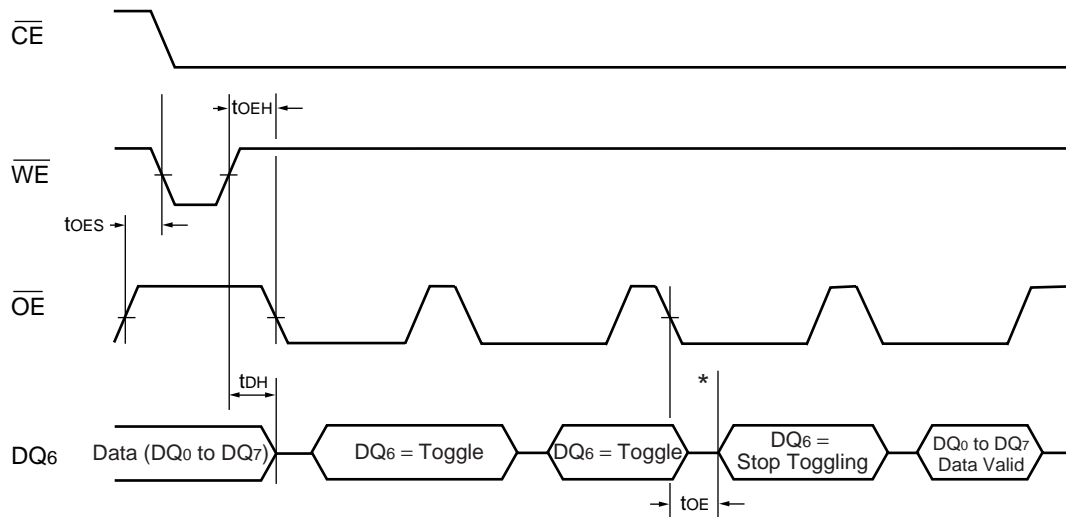 CE
tOEH
WE
tOES
OE
tDH
*
DQ6
Data (DQ0 to DQ7)
DQ6 = Toggle
DQ6 = Toggle
DQ6 =
Stop Toggling
DQ0 to DQ7
Data Valid
tOE